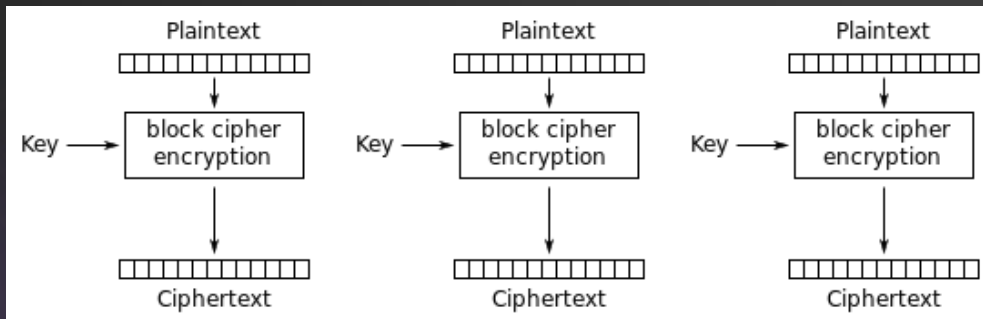 Plaintext
Plaintext
Plaintext
Key
block cipher
encryption
Key
block cipher
encryption
Key
block cipher
encryption
Ciphertext
Ciphertext
Ciphertext